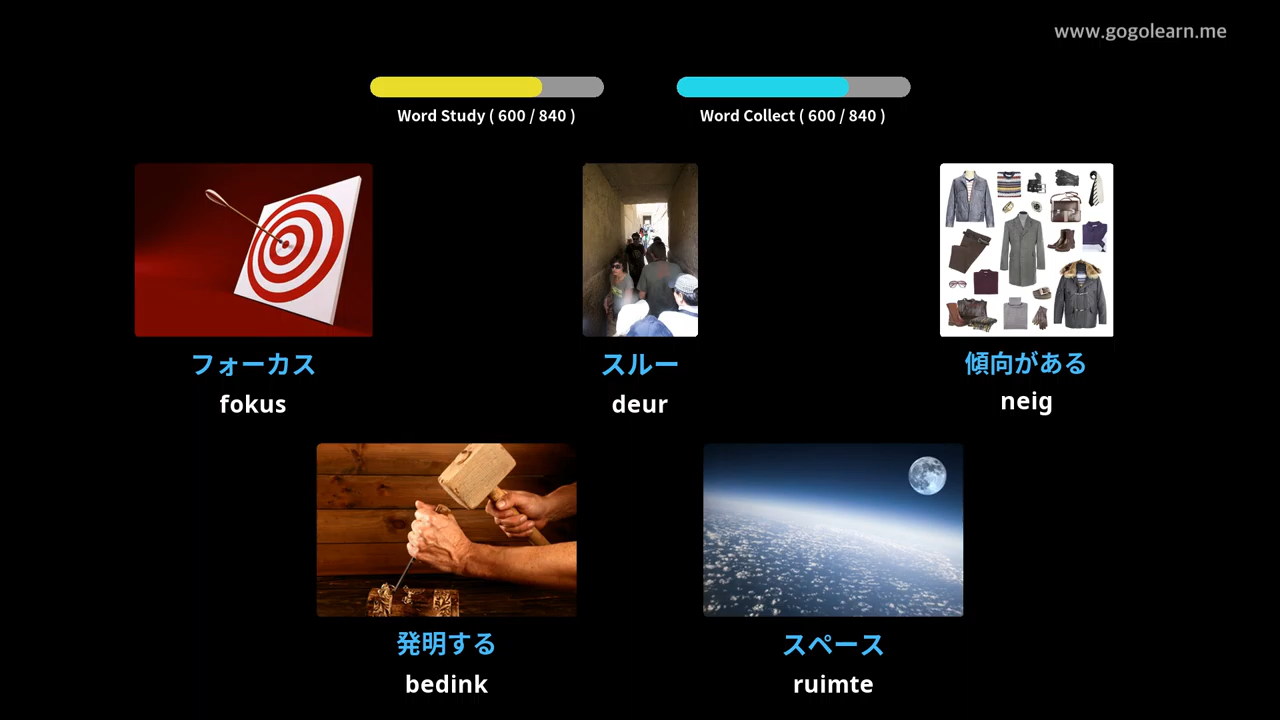 www.gogolearn.me
Word Study ( 600 / 840 )
Word Collect ( 600 / 840 )
フォーカス
fokus
スルー
deur
傾向がある
neig
発明する
bedink
スペース
ruimte